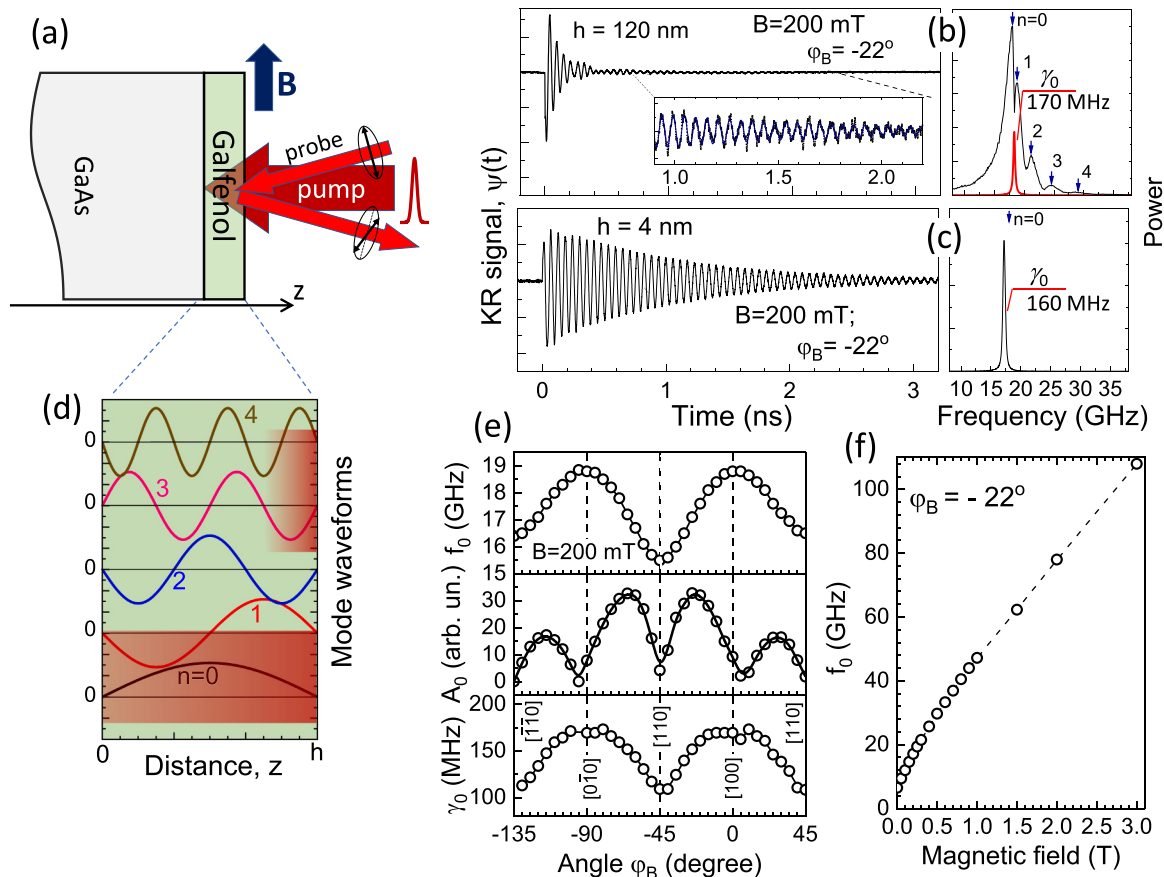 (a)
B
GaAs
Galfenol
probe
pump
z
KR signal, ψ(t)
h = 120 nm
B=200 mT
φB = -22°
1.0
1.5
2.0
h = 4 nm
B=200 mT;
φB= -22°
0
1
2
3
Time (ns)
(b)
n=0
1
γ0
170 MHz
2
3
4
Power
(c)
n=0
γ0
160 MHz
10
15
20
25
30
35
Frequency (GHz)
(d)
4
0
3
0
2
0
1
0
n=0
0
0
h
Distance, z
Mode waveforms
(e)
f0 (GHz)
19
18
17
16
15
B=200 mT
A0 (arb. un.)
30
20
10
0
γ0 (MHz)
200
150
100
[1̅10]
[01̅0]
[11̅0]
[100]
[110]
-135
-90
-45
0
45
Angle φB (degree)
(f)
φB = - 22°
f0 (GHz)
100
80
60
40
20
0
0.0
0.5
1.0
1.5
2.0
2.5
3.0
Magnetic field (T)